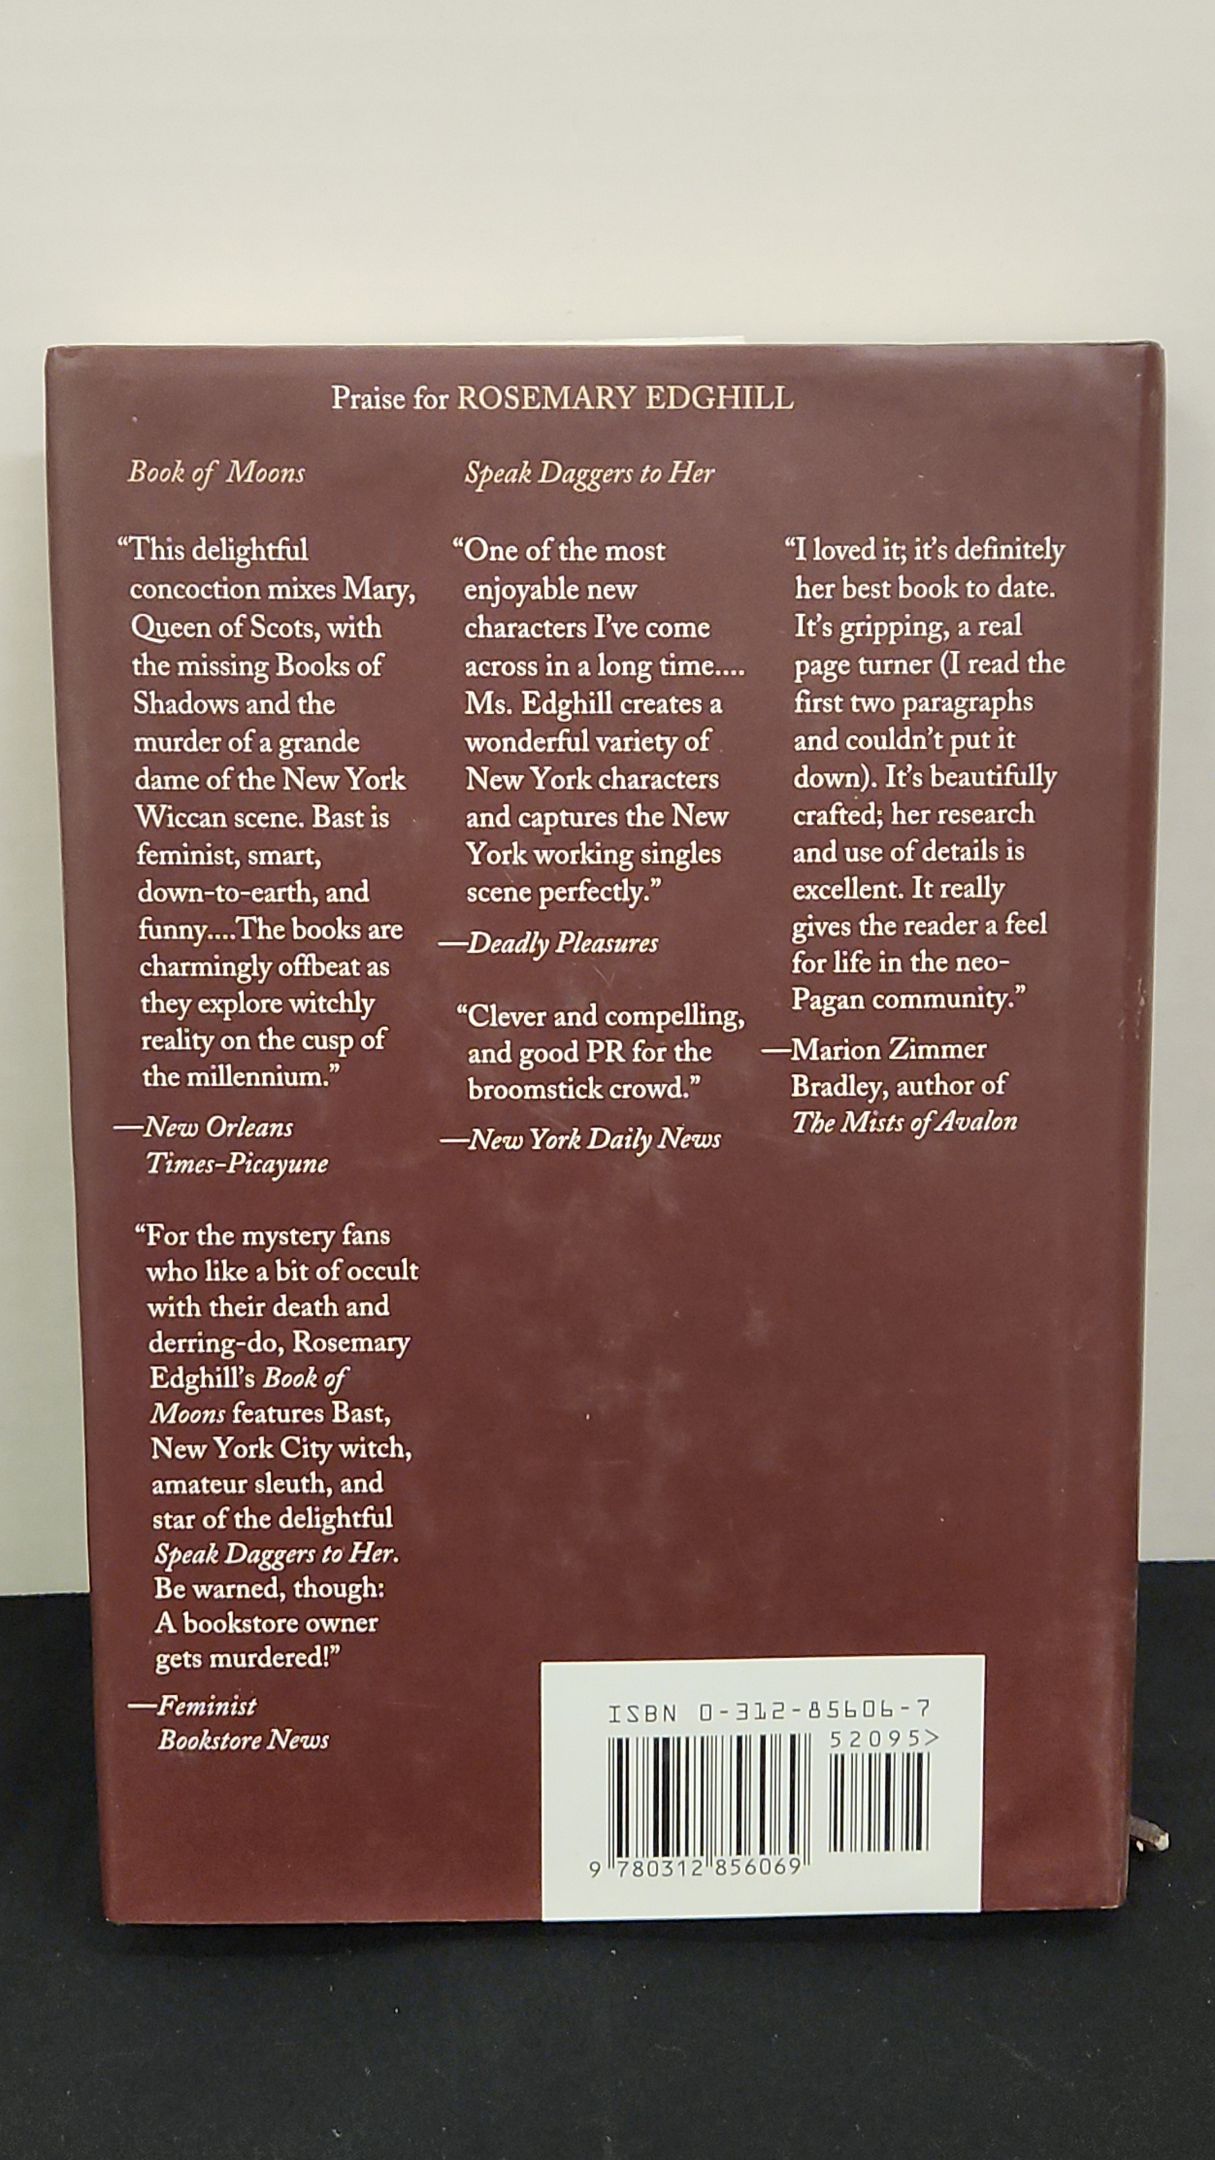 Praise for ROSEMARY EDGHILL
Book of Moons
“This delightful
concoction mixes Mary,
Queen of Scots, with
the missing Books of
Shadows and the
murder of a grande
dame of the New York
Wiccan scene. Bast is
feminist, smart,
down-to-earth, and
funny....The books are
charmingly offbeat as
they explore witchly
reality on the cusp of
the millennium.”
—New Orleans
Times-Picayune
“For the mystery fans
who like a bit of occult
with their death and
derring-do, Rosemary
Edghill’s Book of
Moons features Bast,
New York City witch,
amateur sleuth, and
star of the delightful
Speak Daggers to Her.
Be warned, though:
A bookstore owner
gets murdered!”
—Feminist
Bookstore News
Speak Daggers to Her
“One of the most
enjoyable new
characters I’ve come
across in a long time....
Ms. Edghill creates a
wonderful variety of
New York characters
and captures the New
York working singles
scene perfectly.”
—Deadly Pleasures
“Clever and compelling,
and good PR for the
broomstick crowd.”
—New York Daily News
“I loved it; it’s definitely
her best book to date.
It’s gripping, a real
page turner (I read the
first two paragraphs
and couldn’t put it
down). It’s beautifully
crafted; her research
and use of details is
excellent. It really
gives the reader a feel
for life in the neo-
Pagan community.”
—Marion Zimmer
Bradley, author of
The Mists of Avalon
ISBN 0-312-85606-7
52095>
9 780312 856069